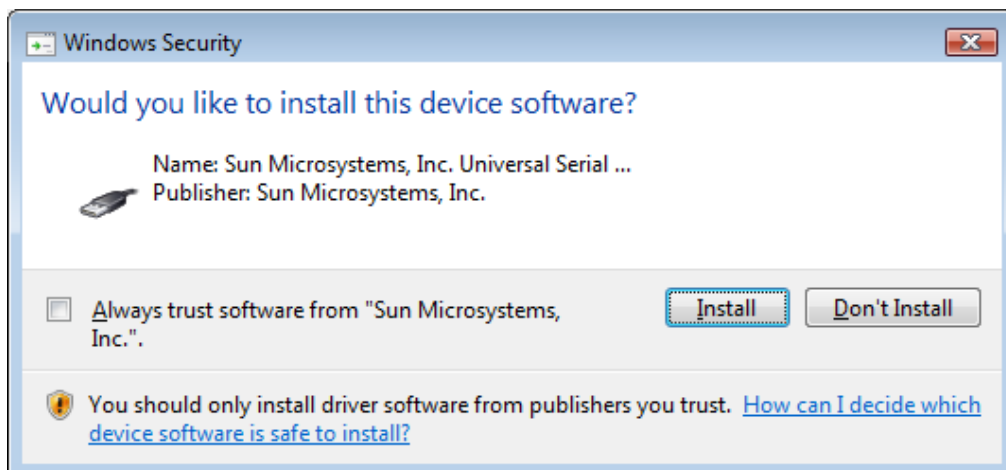 Windows Security
Would you like to install this device software?
Name: Sun Microsystems, Inc. Universal Serial ...
Publisher: Sun Microsystems, Inc.
Always trust software from "Sun Microsystems,
Inc.".
Install
Don't Install
You should only install driver software from publishers you trust. How can I decide which
device software is safe to install?